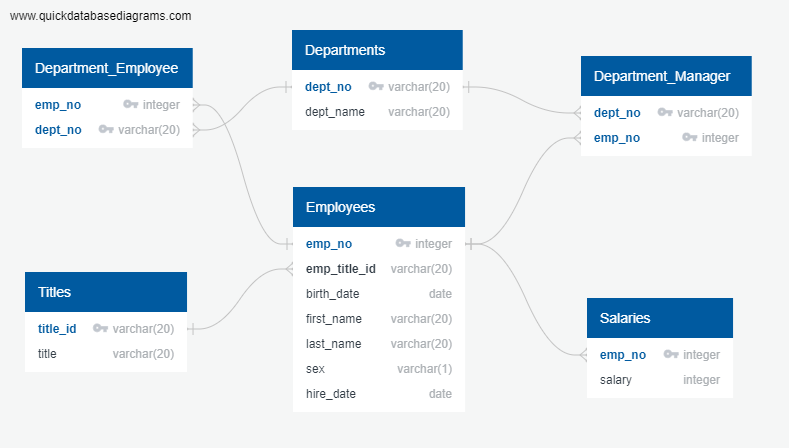 www.quickdatabasediagrams.com
Department_Employee
emp_no integer
dept_no varchar(20)
Departments
dept_no varchar(20)
dept_name varchar(20)
Department_Manager
dept_no varchar(20)
emp_no integer
Employees
emp_no integer
emp_title_id varchar(20)
birth_date date
first_name varchar(20)
last_name varchar(20)
sex varchar(1)
hire_date date
Titles
title_id varchar(20)
title varchar(20)
Salaries
emp_no integer
salary integer